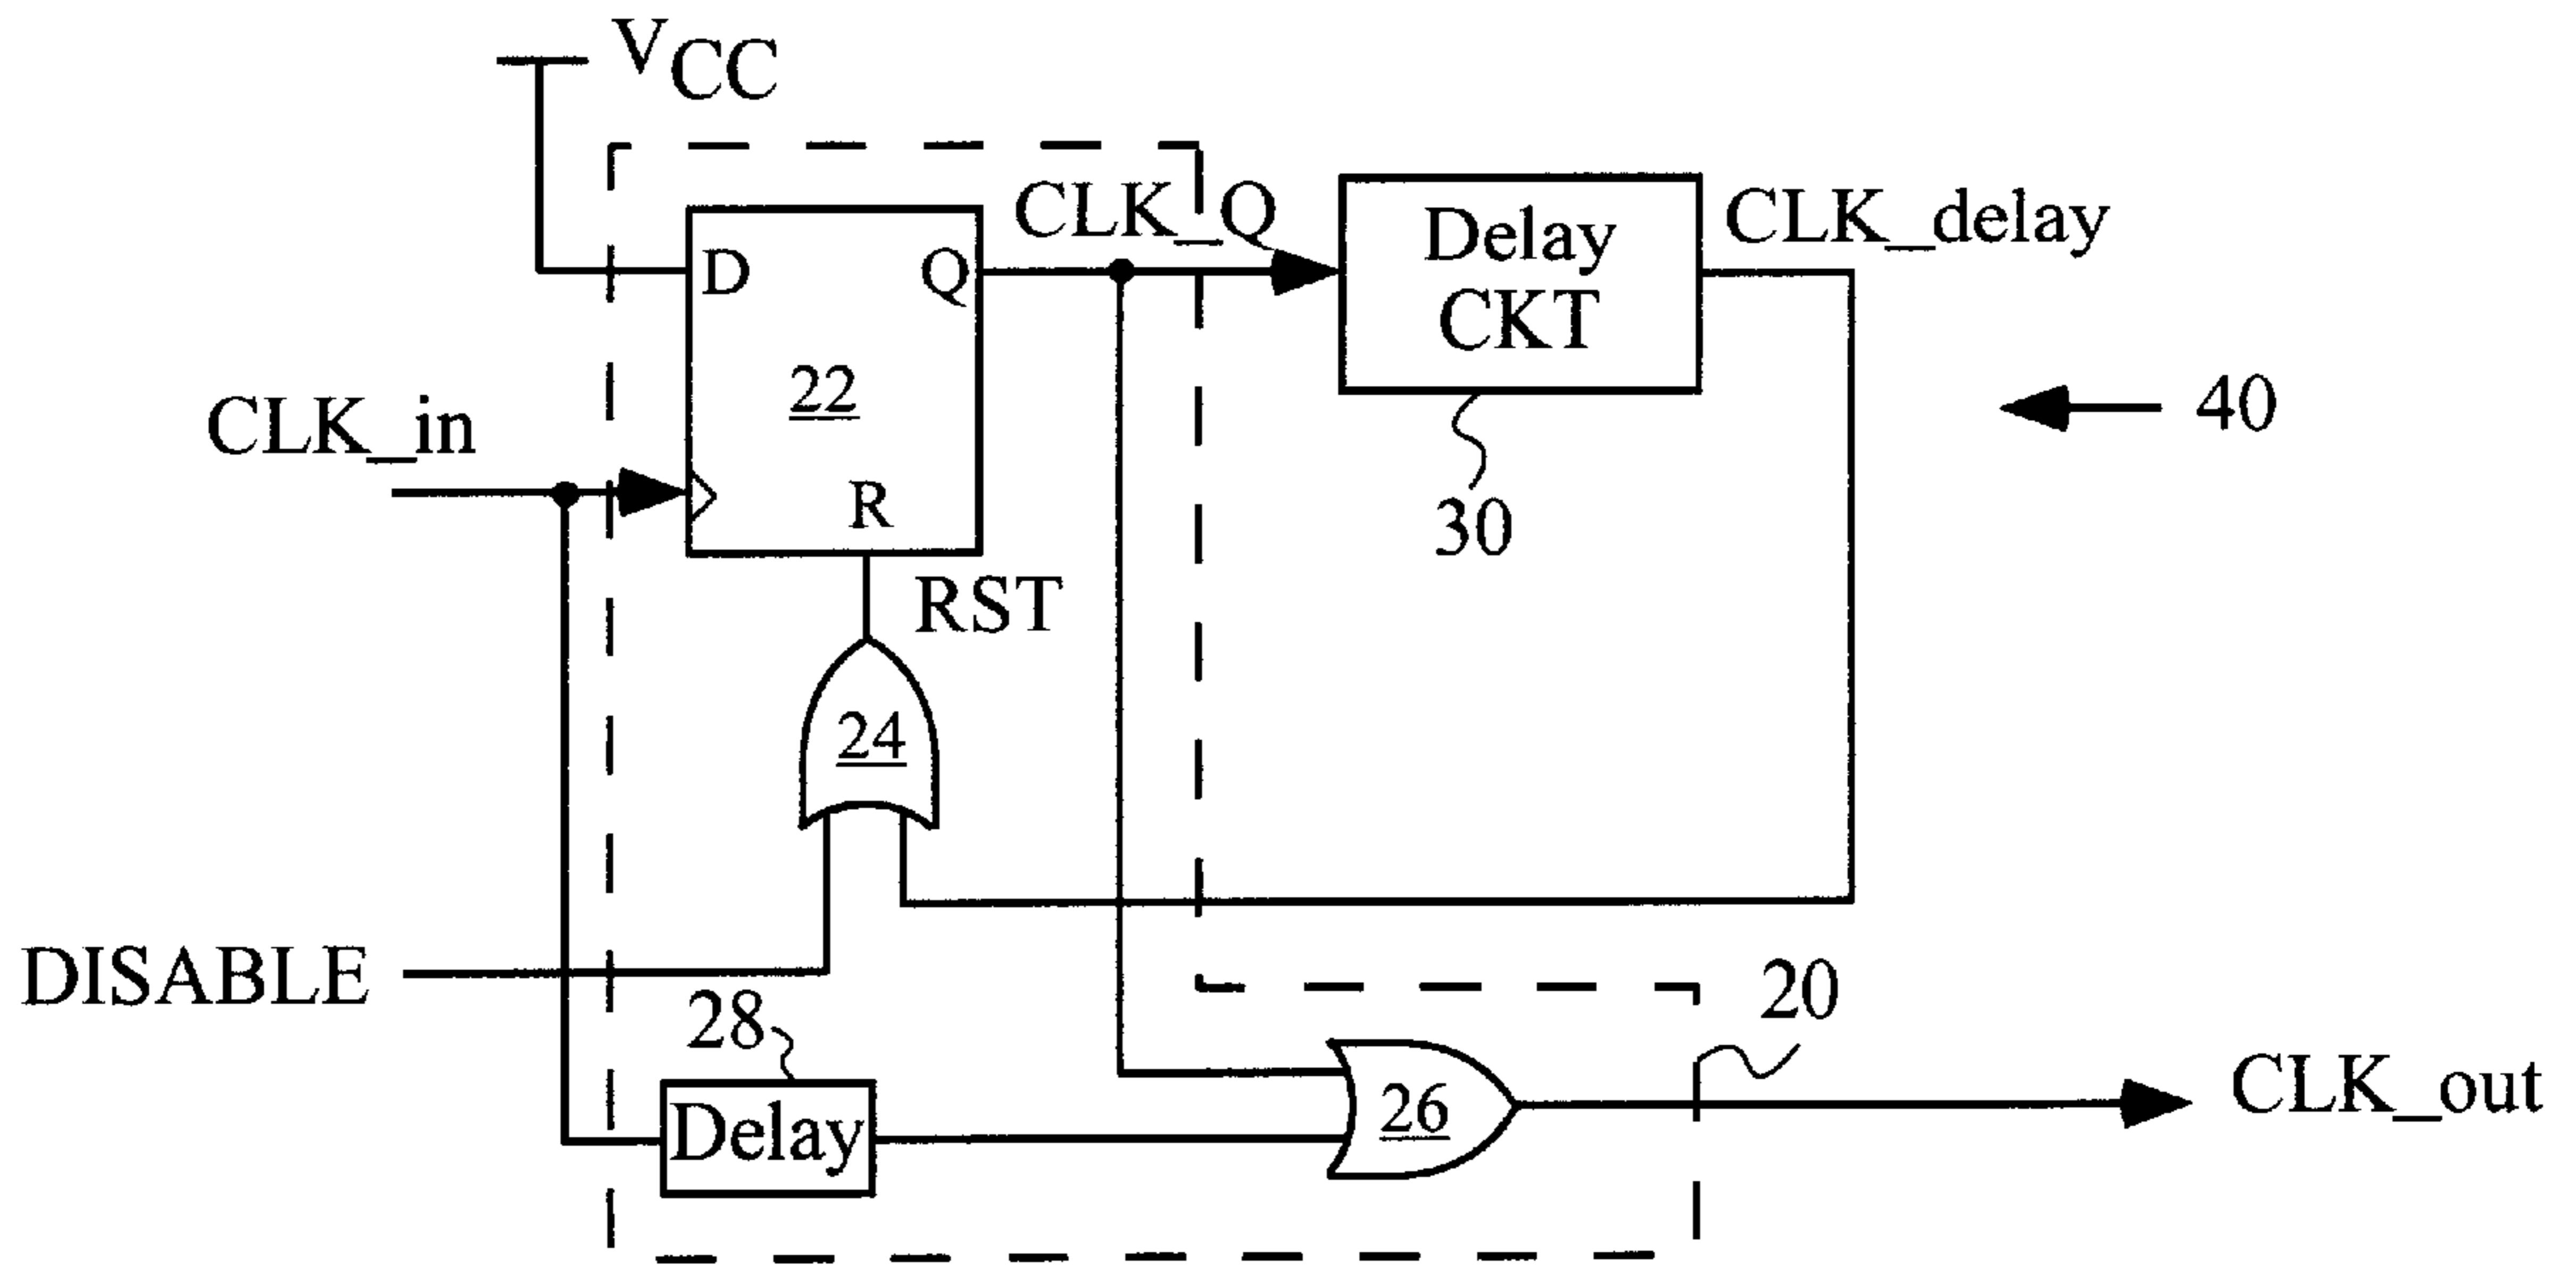 VCC
CLK_Q
CLK_delay
D
Q
Delay
CKT
22
CLK_in
40
R
30
RST
24
DISABLE
28
20
Delay
26
CLK_out